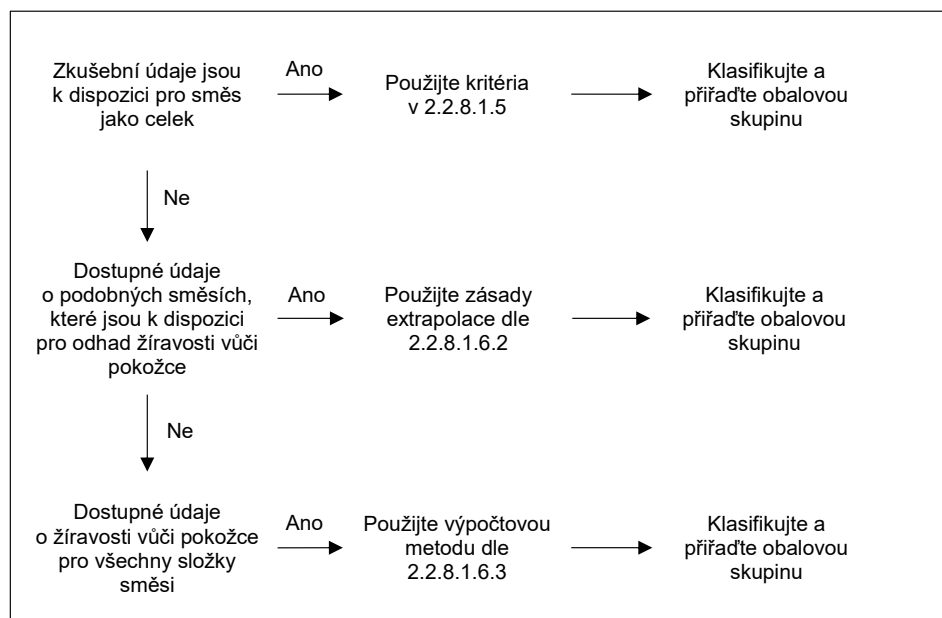 Zkušební údaje jsou
k dispozici pro směs
jako celek
Ano
Použijte kritéria
v 2.2.8.1.5
Klasifikujte a
přiřaďte obalovou
skupinu
Ne
Dostupné údaje
o podobných směsích,
které jsou k dispozici
pro odhad žíravosti vůči
pokožce
Ano
Použijte zásady
extrapolace dle
2.2.8.1.6.2
Klasifikujte a
přiřaďte obalovou
skupinu
Ne
Dostupné údaje
o žíravosti vůči pokožce
pro všechny složky
směsi
Ano
Použijte výpočtovou
metodu dle
2.2.8.1.6.3
Klasifikujte a
přiřaďte obalovou
skupinu